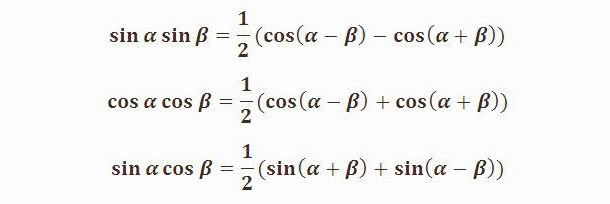 sin α sin β = 1/2 (cos(α − β) − cos(α + β))
cos α cos β = 1/2 (cos(α − β) + cos(α + β))
sin α cos β = 1/2 (sin(α + β) + sin(α − β))